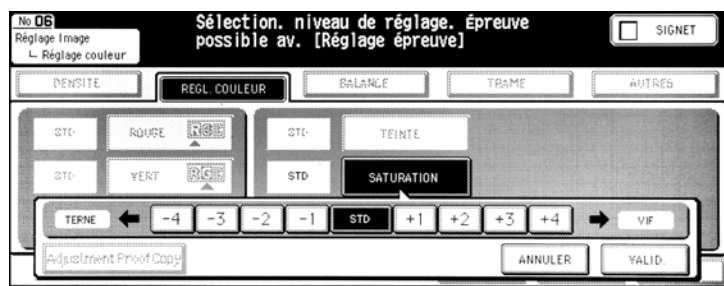 No 06
Réglage Image
Réglage couleur
Sélection. niveau de réglage. Épreuve
possible av. [Réglage épreuve]
SIGNET
DENSITE
REGL. COULEUR
BALANCE
TRAME
AUTRES
STD ROUGE RGB
STD TEINTE
STD VERT RGB
STD SATURATION
TERNE -4 -3 -2 -1 STD +1 +2 +3 +4 VIF
Adjustment Proof Copy
ANNULER
VALID.